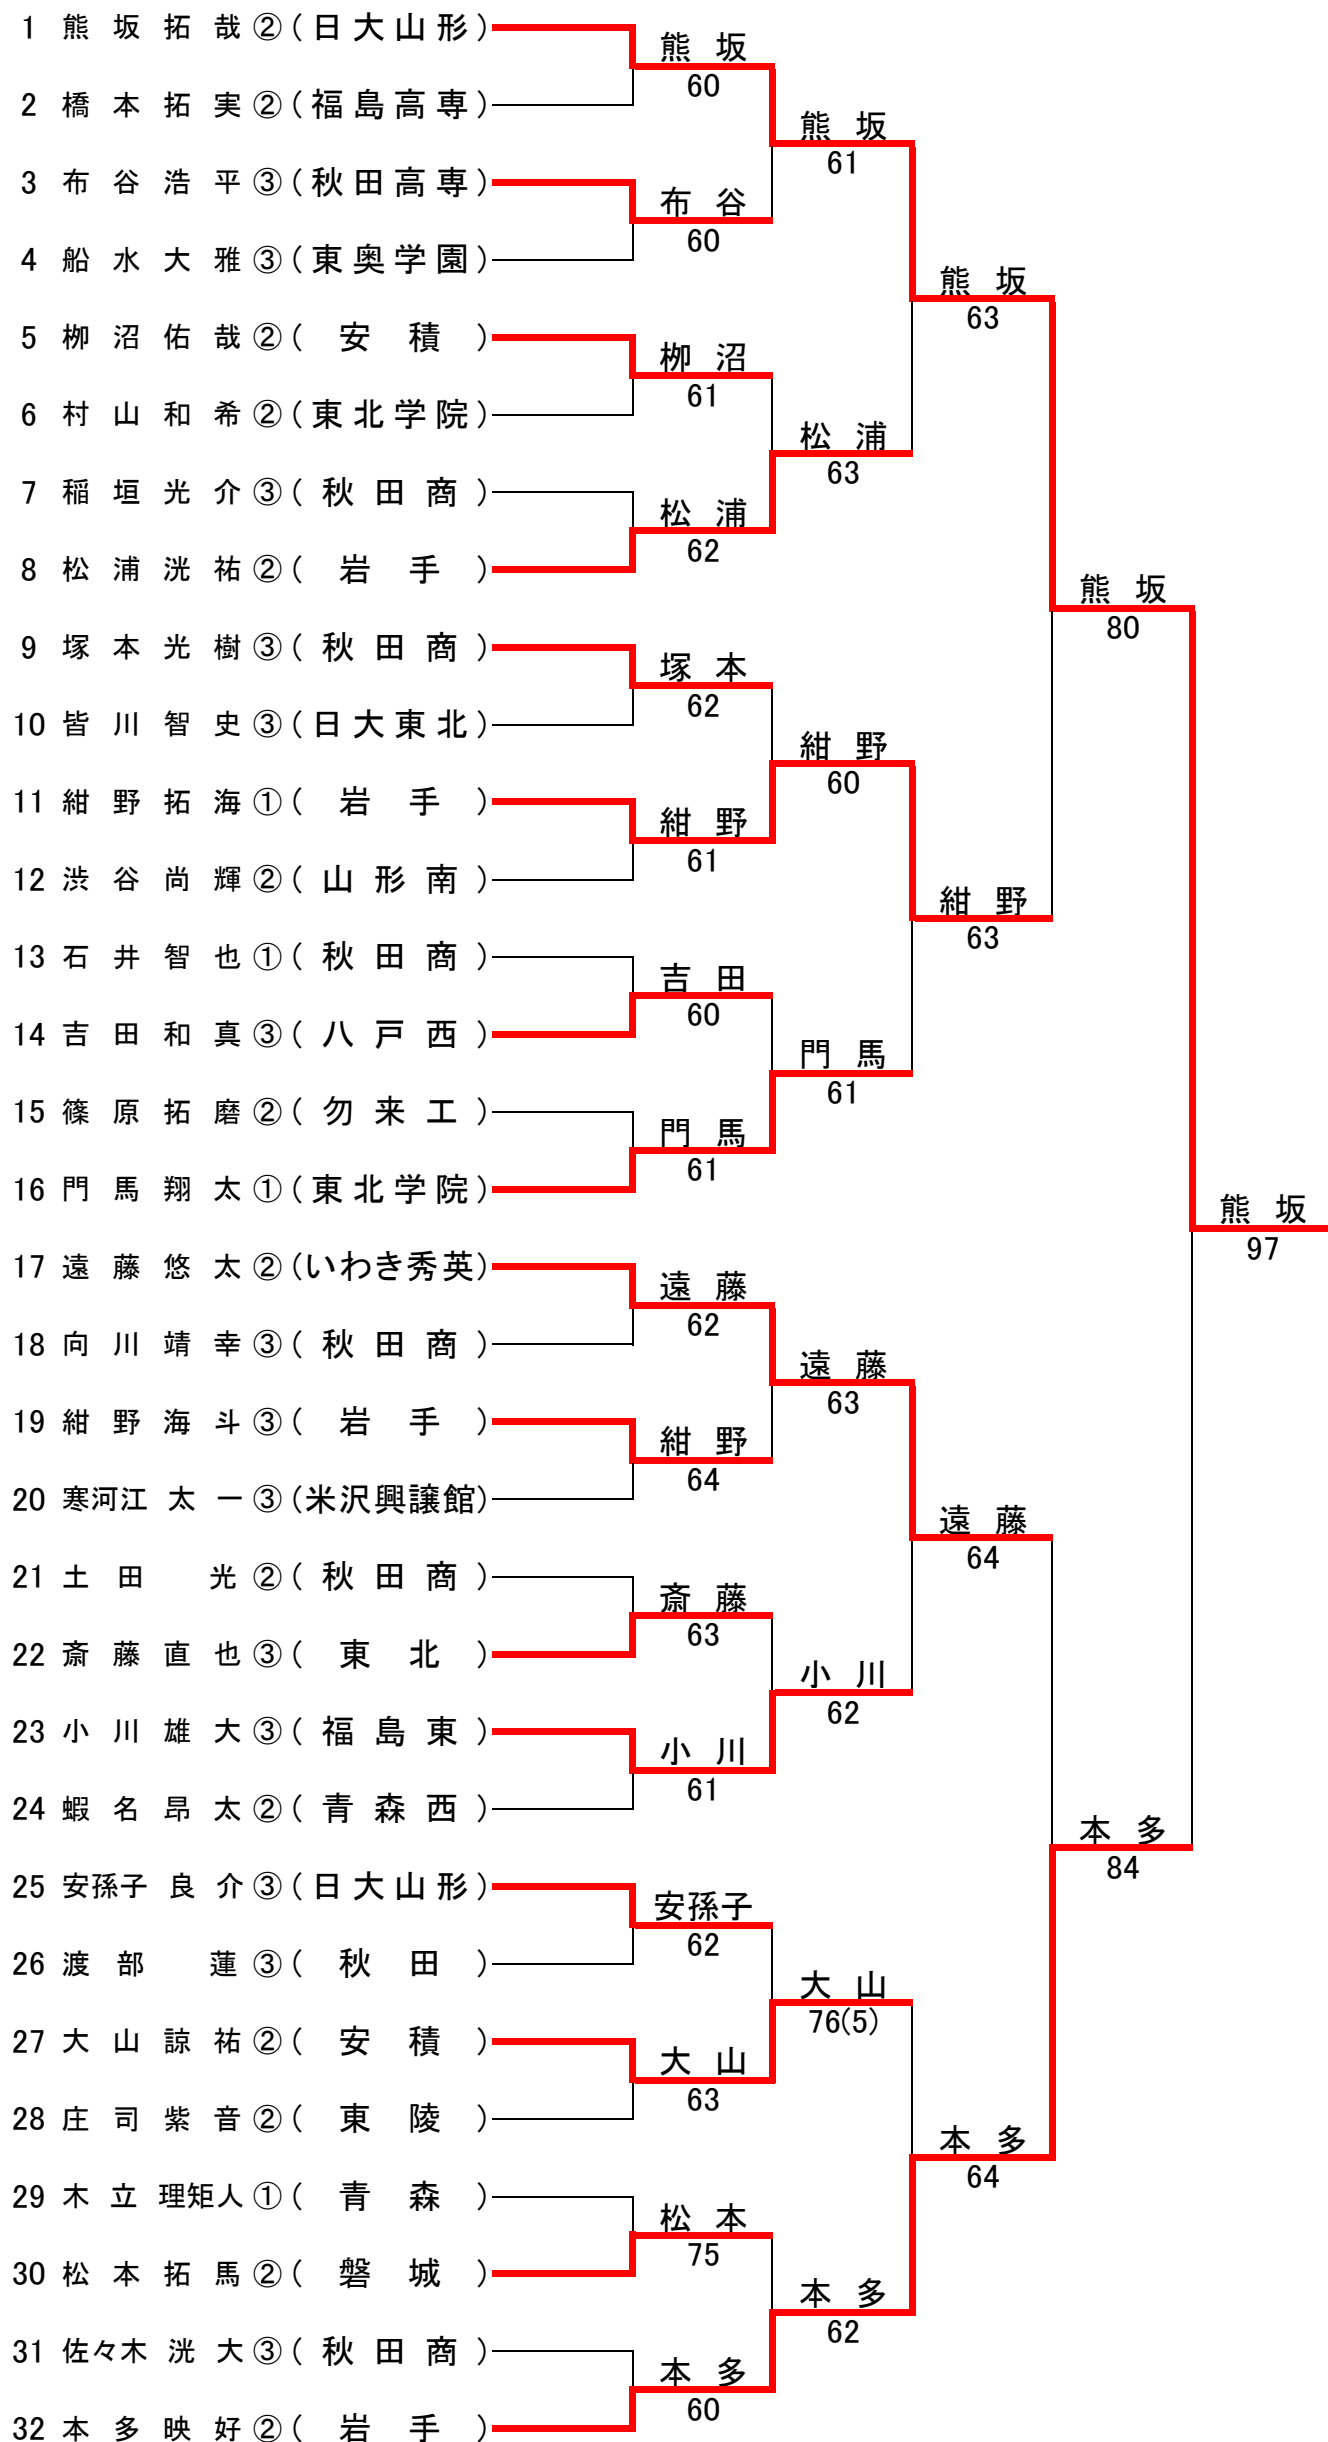 1 熊坂拓哉②(日大山形)
熊坂
60
2 橋本拓実②(福島高専)
熊坂
61
3 布谷浩平③(秋田高専)
布谷
60
4 船水大雅③(東奥学園)
熊坂
63
5 栁沼佑哉②(安積)
栁沼
61
6 村山和希②(東北学院)
松浦
63
7 稲垣光介③(秋田商)
松浦
62
8 松浦洸祐②(岩手)
熊坂
80
9 塚本光樹③(秋田商)
塚本
62
10 皆川智史③(日大東北)
紺野
60
11 紺野拓海①(岩手)
紺野
61
12 渋谷尚輝②(山形南)
紺野
63
13 石井智也①(秋田商)
吉田
60
14 吉田和真③(八戸西)
門馬
61
15 篠原拓磨②(勿来工)
門馬
61
16 門馬翔太①(東北学院)
熊坂
97
17 遠藤悠太②(いわき秀英)
遠藤
62
18 向川靖幸③(秋田商)
遠藤
63
19 紺野海斗③(岩手)
紺野
64
20 寒河江太一③(米沢興譲館)
遠藤
64
21 土田光②(秋田商)
斎藤
63
22 斎藤直也③(東北)
小川
62
23 小川雄大③(福島東)
小川
61
24 蝦名昂太②(青森西)
本多
84
25 安孫子良介③(日大山形)
安孫子
62
26 渡部蓮③(秋田)
大山
76(5)
27 大山諒祐②(安積)
大山
63
28 庄司紫音②(東陵)
本多
64
29 木立理矩人①(青森)
松本
75
30 松本拓馬②(磐城)
本多
62
31 佐々木洸大③(秋田商)
本多
60
32 本多映好②(岩手)